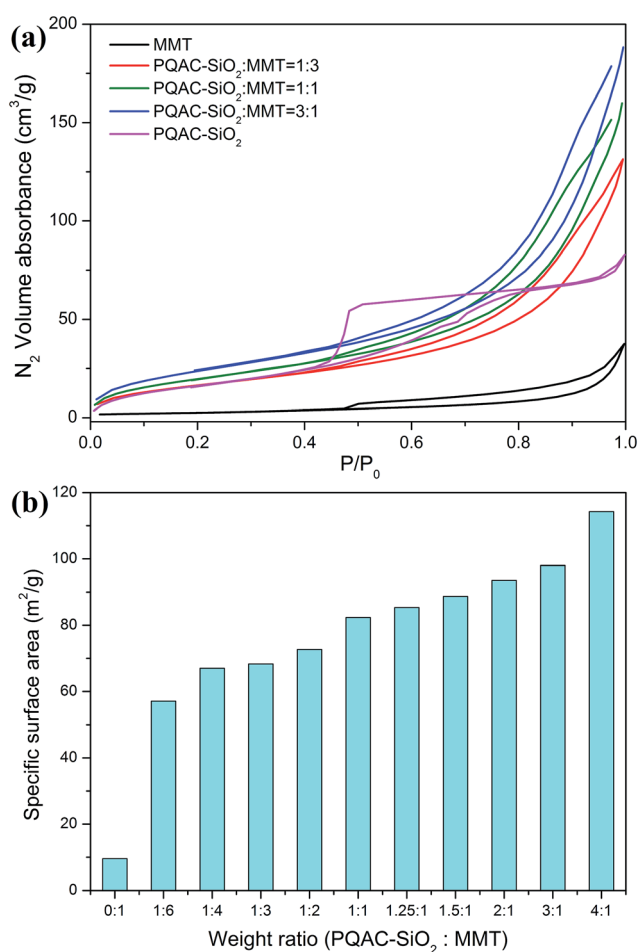 (a)
200
150
100
50
0
N₂ Volume absorbance (cm³/g)
MMT
PQAC-SiO₂:MMT=1:3
PQAC-SiO₂:MMT=1:1
PQAC-SiO₂:MMT=3:1
PQAC-SiO₂
0.0 0.2 0.4 0.6 0.8 1.0
P/P₀
(b)
120
100
80
60
40
20
0
Specific surface area (m²/g)
0:1 1:6 1:4 1:3 1:2 1:1 1.25:1 1.5:1 2:1 3:1 4:1
Weight ratio (PQAC-SiO₂ : MMT)